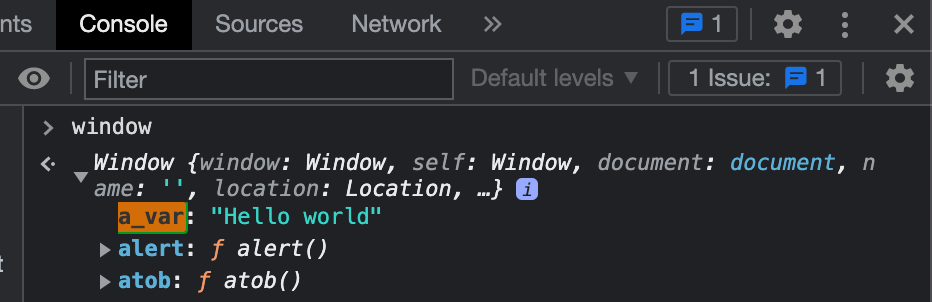 nts Console Sources Network » 1
Filter Default levels ▼ 1 Issue: 1
> window
Window {window: Window, self: Window, document: document, n
ame: '', location: Location, …} i
a_var: "Hello world"
▶ alert: ƒ alert()
▶ atob: ƒ atob()
t